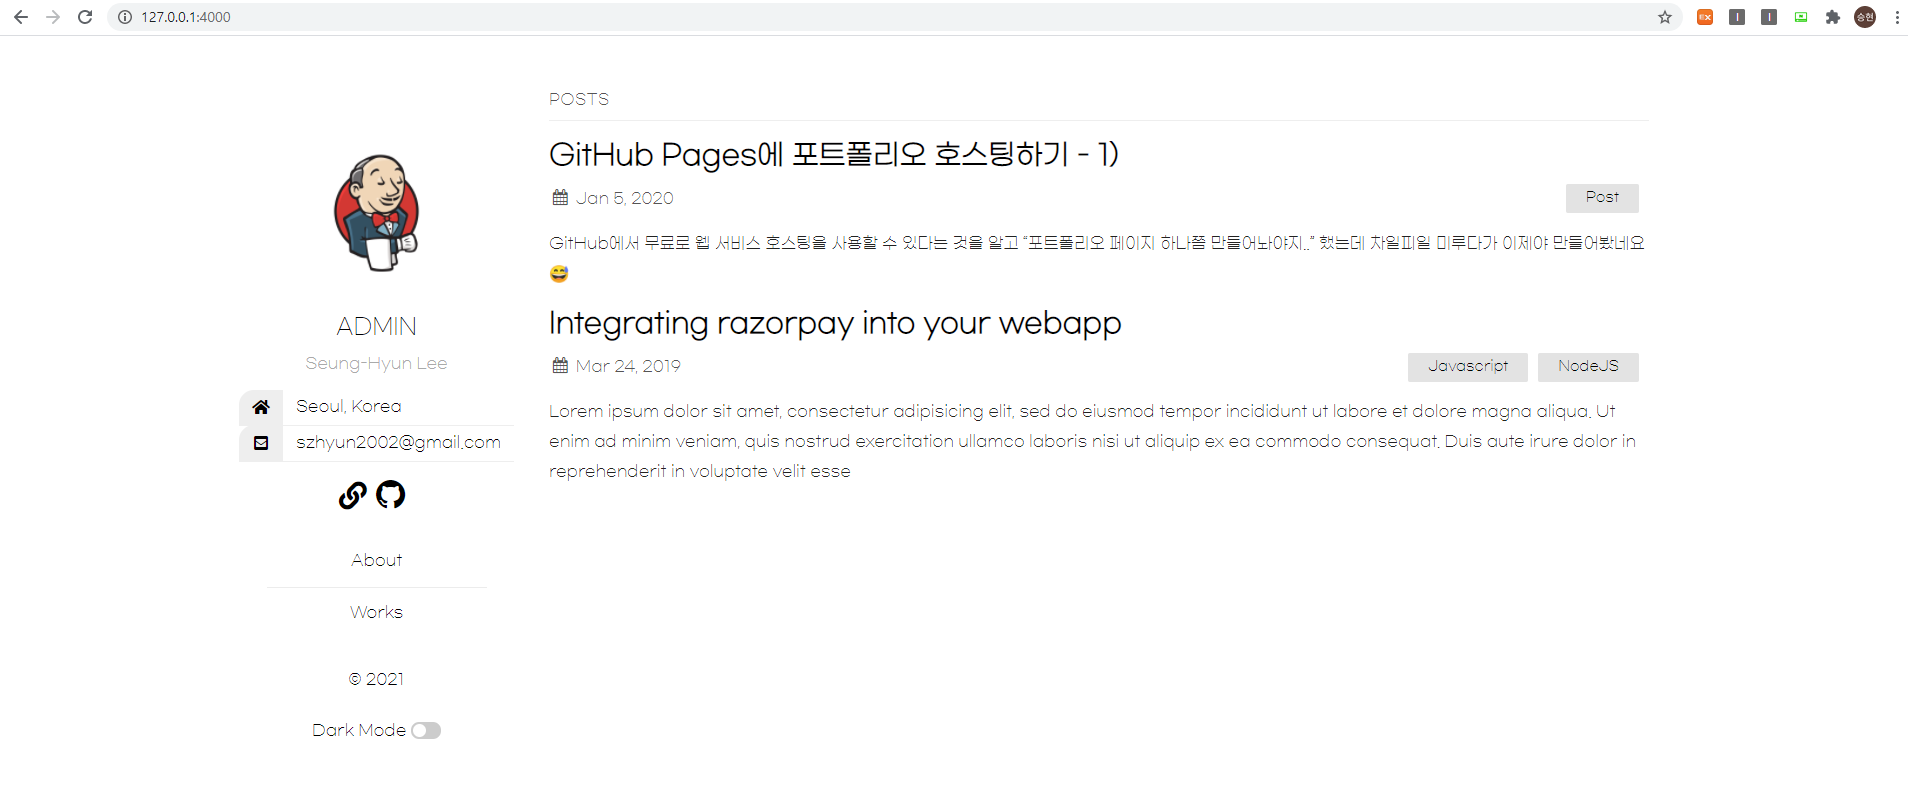 127.0.0.1:4000
EX
승현
POSTS
GitHub Pages에 포트폴리오 호스팅하기 - 1)
Jan 5, 2020
Post
GitHub에서 무료로 웹 서비스 호스팅을 사용할 수 있다는 것을 알고 “포트폴리오 페이지 하나쯤 만들어놔야지..” 했는데 차일피일 미루다가 이제야 만들어봤네요
😅
Integrating razorpay into your webapp
Mar 24, 2019
Javascript
NodeJS
Lorem ipsum dolor sit amet, consectetur adipisicing elit, sed do eiusmod tempor incididunt ut labore et dolore magna aliqua. Ut
enim ad minim veniam, quis nostrud exercitation ullamco laboris nisi ut aliquip ex ea commodo consequat. Duis aute irure dolor in
reprehenderit in voluptate velit esse
ADMIN
Seung-Hyun Lee
Seoul, Korea
szhyun2002@gmail.com
About
Works
© 2021
Dark Mode